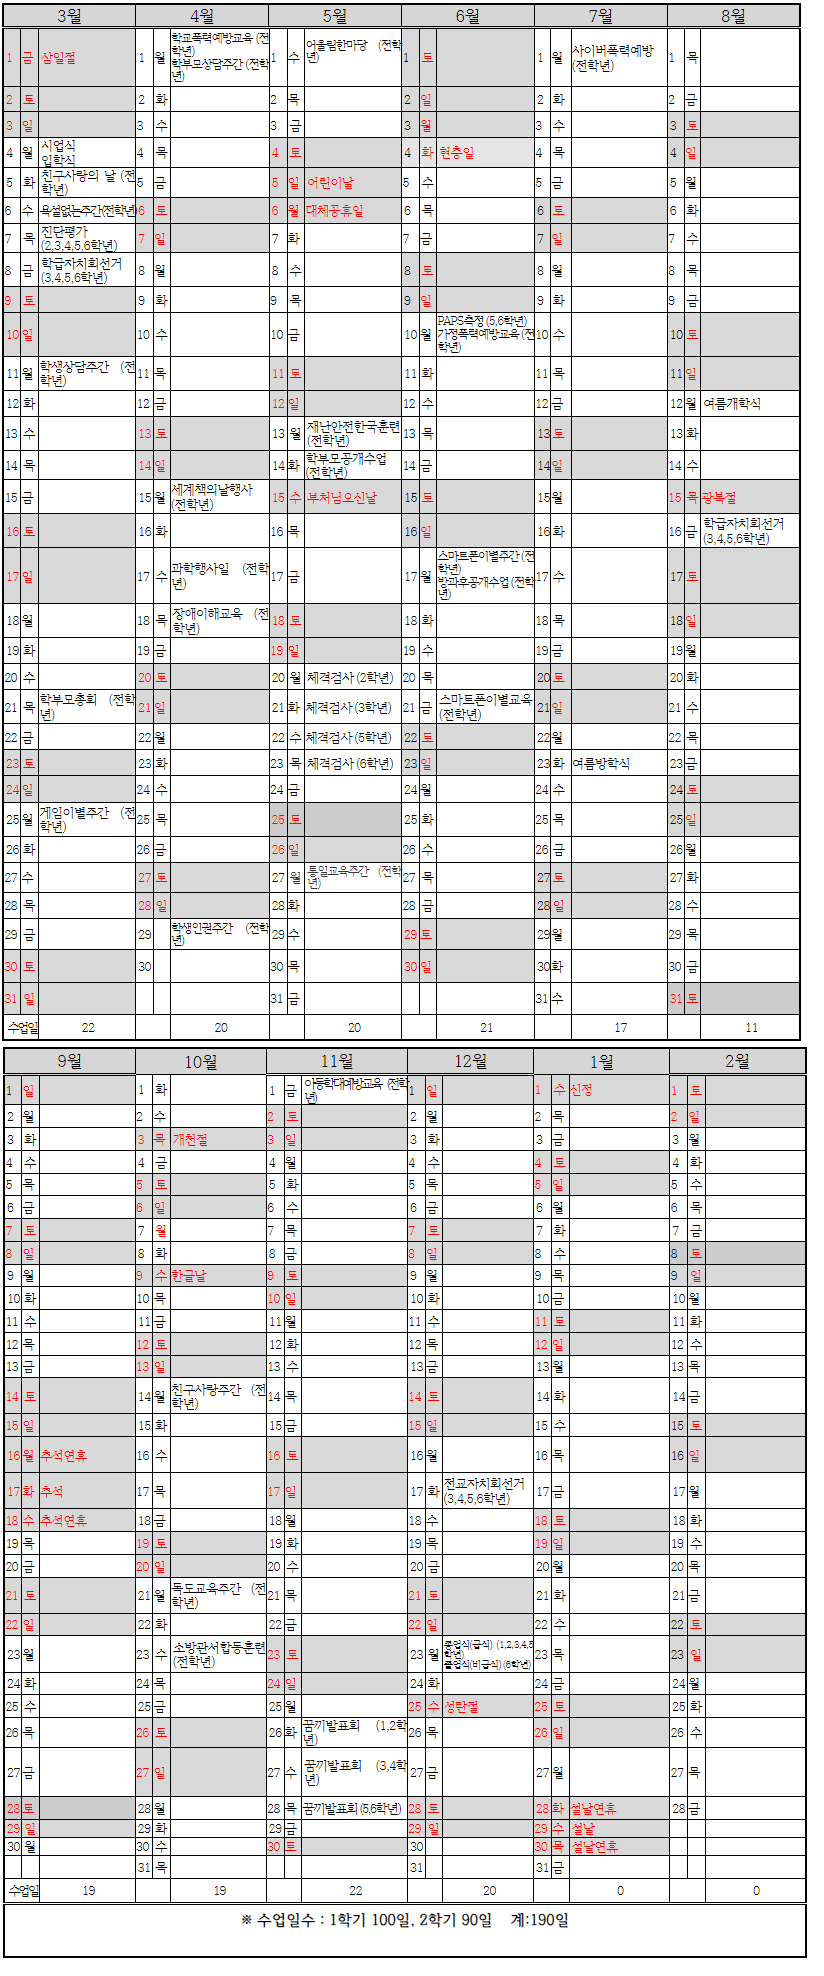 3월 4월 5월 6월 7월 8월
1 금 삼일절 1 월 학교폭력예방교육 (전학년) 학부모상담주간 (전학년) 1 수 어울림한마당 (전학년) 1 토 1 월 사이버폭력예방 (전학년) 1 목
2 토 2 화 2 목 2 일 2 화 2 금
3 일 3 수 3 금 3 월 3 수 3 토
4 월 시업식 입학식 4 목 4 토 4 화 현충일 4 목 4 일
5 화 친구사랑의 날 (전학년) 5 금 5 일 어린이날 5 수 5 금 5 월
6 수 욕설없는주간(전학년) 6 토 6 월 대체공휴일 6 목 6 토 6 화
7 목 진단평가 (2,3,4,5,6학년) 7 일 7 화 7 금 7 일 7 수
8 금 학급자치회선거 (3,4,5,6학년) 8 월 8 수 8 토 8 월 8 목
9 토 9 화 9 목 9 일 9 화 9 금
10 일 10 수 10 금 10 월 PAPS측정 (5,6학년) 가정폭력예방교육 (전학년) 10 수 10 토
11 월 학생상담주간 (전학년) 11 목 11 토 11 화 11 목 11 일
12 화 12 금 12 일 12 수 12 금 12 월 여름개학식
13 수 13 토 13 월 재난안전한국훈련 (전학년) 13 목 13 토 13 화
14 목 14 일 14 화 학부모공개수업 (전학년) 14 금 14 일 14 수
15 금 15 월 세계책의날행사 (전학년) 15 수 부처님오신날 15 토 15 월 15 목 광복절
16 토 16 화 16 목 16 일 16 화 16 금 학급자치회선거 (3,4,5,6학년)
17 일 17 수 과학행사일 (전학년) 17 금 17 월 스마트폰이별주간 (전학년) 방과후공개수업 (전학년) 17 수 17 토
18 월 18 목 장애이해교육 (전학년) 18 토 18 화 18 목 18 일
19 화 19 금 19 일 19 수 19 금 19 월
20 수 20 토 20 월 체격검사 (2학년) 20 목 20 토 20 화
21 목 학부모총회 (전학년) 21 일 21 화 체격검사 (3학년) 21 금 스마트폰이별교육 (전학년) 21 일 21 수
22 금 22 월 22 수 체격검사 (5학년) 22 토 22 월 22 목
23 토 23 화 23 목 체격검사 (6학년) 23 일 23 화 여름방학식 23 금
24 일 24 수 24 금 24 월 24 수 24 토
25 월 게임이별주간 (전학년) 25 목 25 토 25 화 25 목 25 일
26 화 26 금 26 일 26 수 26 금 26 월
27 수 27 토 27 월 통일교육주간 (전학년) 27 목 27 토 27 화
28 목 28 일 28 화 28 금 28 일 28 수
29 금 29 학생인권주간 (전학년) 29 수 29 토 29 월 29 목
30 토 30 30 목 30 일 30 화 30 금
31 일 31 금 31 수 31 토
수업일 22 20 20 21 17 11
9월 10월 11월 12월 1월 2월
1 일 1 화 1 금 아동학대예방교육 (전학년) 1 일 1 수 신정 1 토
2 월 2 수 2 토 2 월 2 목 2 일
3 화 3 목 개천절 3 일 3 화 3 금 3 월
4 수 4 금 4 월 4 수 4 토 4 화
5 목 5 토 5 화 5 목 5 일 5 수
6 금 6 일 6 수 6 금 6 월 6 목
7 토 7 월 7 목 7 토 7 화 7 금
8 일 8 화 8 금 8 일 8 수 8 토
9 월 9 수 한글날 9 토 9 월 9 목 9 일
10 화 10 목 10 일 10 화 10 금 10 월
11 수 11 금 11 월 11 수 11 토 11 화
12 목 12 토 12 화 12 목 12 일 12 수
13 금 13 일 13 수 13 금 13 월 13 목
14 토 14 월 친구사랑주간 (전학년) 14 목 14 토 14 화 14 금
15 일 15 화 15 금 15 일 15 수 15 토
16 월 추석연휴 16 수 16 토 16 월 16 목 16 일
17 화 추석 17 목 17 일 17 화 전교자치회선거 (3,4,5,6학년) 17 금 17 월
18 수 추석연휴 18 금 18 월 18 수 18 토 18 화
19 목 19 토 19 화 19 목 19 일 19 수
20 금 20 일 20 수 20 금 20 월 20 목
21 토 21 월 독도교육주간 (전학년) 21 목 21 토 21 화 21 금
22 일 22 화 22 금 22 일 22 수 22 토
23 월 23 수 소방관서합동훈련 (전학년) 23 토 23 월 종업식(급식) (1,2,3,4,5학년) 졸업식(비급식) (6학년) 23 목 23 일
24 화 24 목 24 일 24 화 24 금 24 월
25 수 25 금 25 월 25 수 성탄절 25 토 25 화
26 목 26 토 26 화 꿈끼발표회 (1,2학년) 26 목 26 일 26 수
27 금 27 일 27 수 꿈끼발표회 (3,4학년) 27 금 27 월 27 목
28 토 28 월 28 목 꿈끼발표회 (5,6학년) 28 토 28 화 설날연휴 28 금
29 일 29 화 29 금 29 일 29 수 설날
30 월 30 수 30 토 30 30 목 설날연휴
31 목 31 31 금
수업일 19 19 22 20 0 0
※ 수업일수 : 1학기 100일, 2학기 90일 계:190일